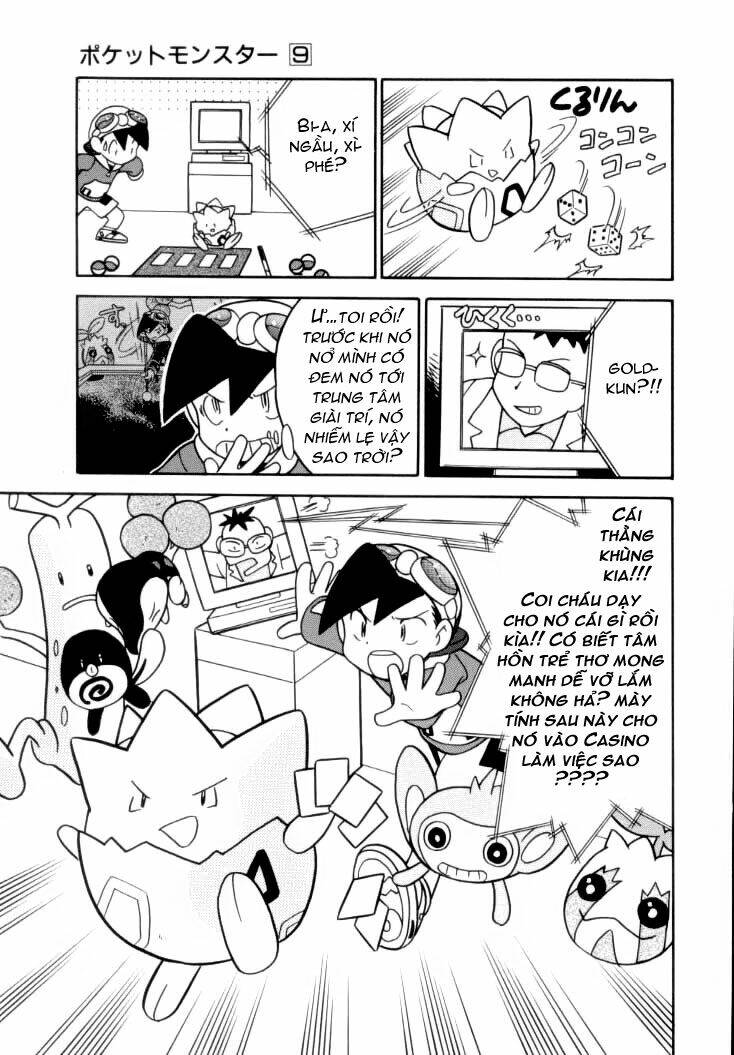 ポケットモンスター 9
くるりん
コンコン
コーン
BI-A, XÍ
NGẦU, XÌ-
PHÉ?
GOLD-
KUN?!!
Ư...TOI RỒI!
TRƯỚC KHI NÓ
NỞ MÌNH CÓ
ĐEM NÓ TỚI
TRUNG TÂM
GIẢI TRÍ, NÓ
NHIỄM LẸ VẬY
SAO TRỜI?
CÁI
THẰNG
KHÙNG
KIA!!!
COI CHÁU DẠY
CHO NÓ CÁI GÌ RỒI
KÌA!! CÓ BIẾT TÂM
HỒN TRẺ THƠ MONG
MANH DỄ VỠ LẮM
KHÔNG HẢ? MÀY
TÍNH SAU NÀY CHO
NÓ VÀO CASINO
LÀM VIỆC SAO
????